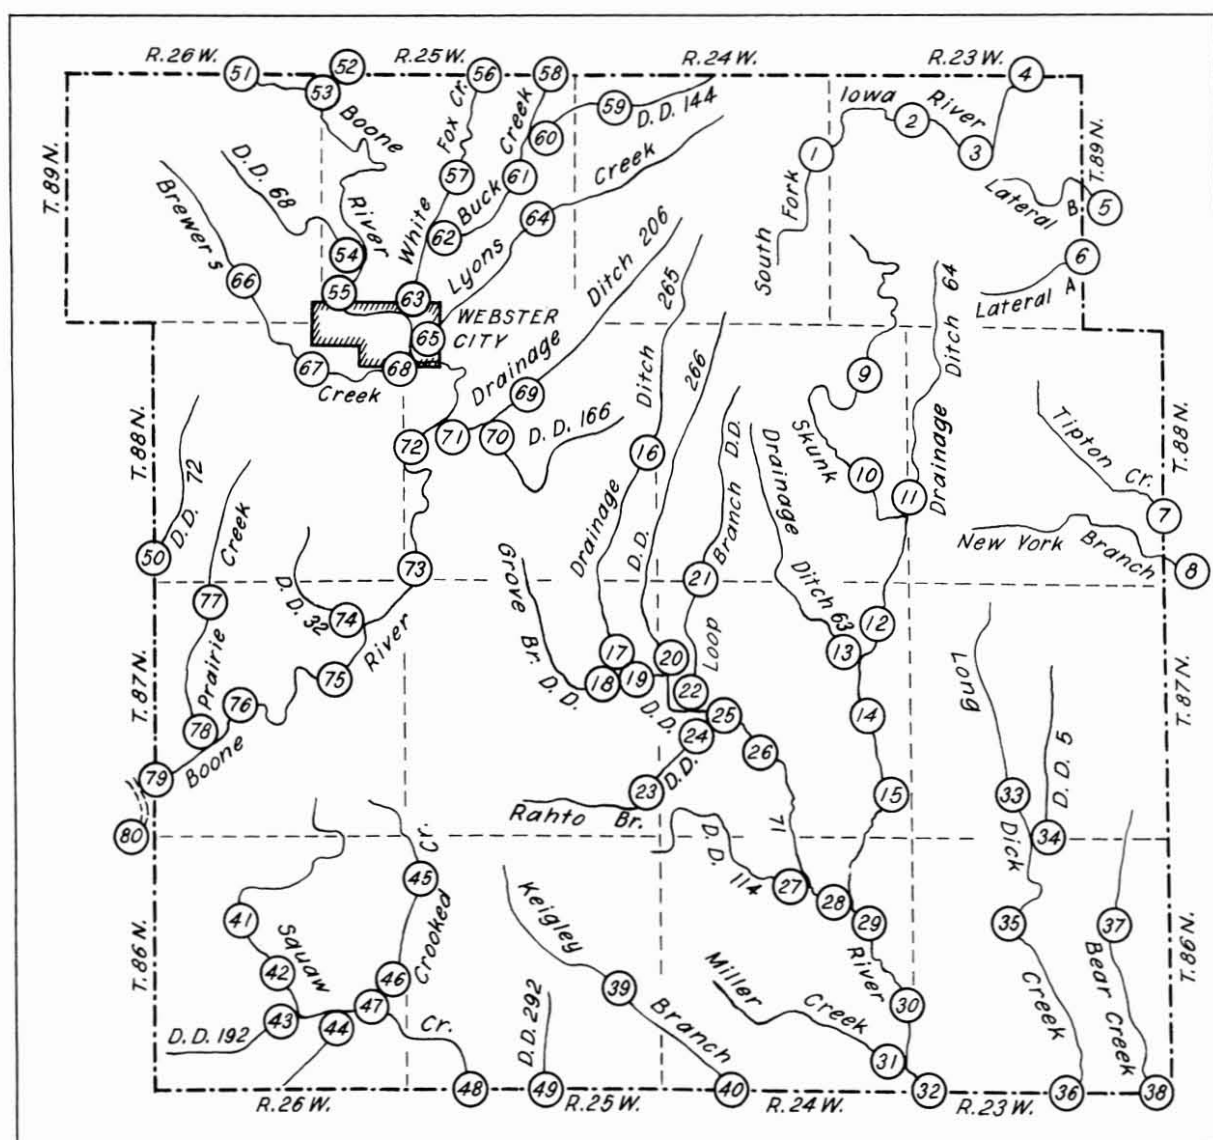 R.26W.
R.25W.
R.24W.
R.23W.
51
52
53
56
58
59
60
4
2
3
1
5
6
57
61
62
64
54
55
63
65
66
67
68
T.89N.
T.89N.
Boone
River
D.D. 68
Brewers
Creek
White
Fox Cr.
Buck
Creek
D.D. 144
Lyons
Creek
Iowa
River
South
Fork
Lateral B
Lateral A
WEBSTER
CITY
Drainage
Ditch 206
Drainage
Ditch
265
D.D.
266
Branch D.D.
Loop
Drainage
Ditch 63
Skunk
River
Drainage
Ditch 64
Tipton Cr.
New York
Branch
T.88N.
T.88N.
69
70
71
72
D.D. 166
16
9
10
11
7
8
50
D.D. 72
Prairie
Creek
77
73
D.D. 32
74
75
76
78
79
80
Boone
River
Grove
Br. D.D.
17
18
19
20
21
22
D.D.
71
23
24
25
26
D.D.
Rahto Br.
12
13
14
15
Long
Dick
Creek
D.D. 5
33
34
T.87N.
T.87N.
D.D.
114
27
28
29
30
31
32
Miller
Creek
35
36
37
38
Bear Creek
Keigley
Branch
39
40
45
46
47
48
49
Crooked
Cr.
Cr.
41
42
43
44
Squaw
D.D. 192
D.D. 292
T.86N.
T.86N.
R.26W.
R.25W.
R.24W.
R.23W.